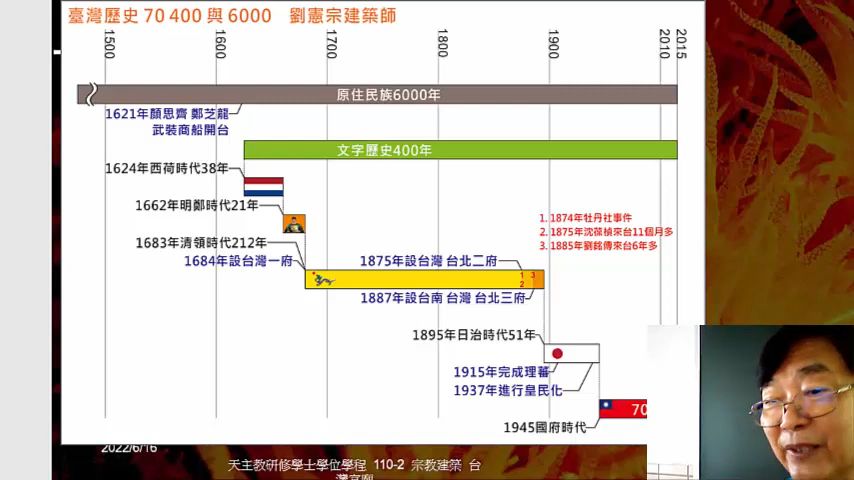 臺灣歷史 70 400 與 6000 劉憲宗建築師
1500
1600
1700
1800
1900
2010
2015
原住民族6000年
1621年顏思齊 鄭芝龍
武裝商船開台
文字歷史400年
1624年西荷時代38年
1662年明鄭時代21年
1683年清領時代212年
1684年設台灣一府
1. 1874年牡丹社事件
2. 1875年沈葆楨來台11個月多
3. 1885年劉銘傳來台6年多
1875年設台灣 台北二府
1 3
2
1887年設台南 台灣 台北三府
1895年日治時代51年
1915年完成理蕃
1937年進行皇民化
70
1945國府時代
2022/6/16
天主教研修學士學位學程 110-2 宗教建築 台
灣宮廟